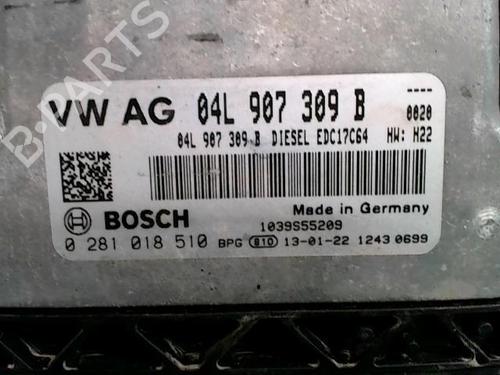 B-PARTS
VW AG 04L 907 309 B ----
0020
04L 907 309 B DIESEL EDC17C64 HW: H22
BOSCH Made in Germany
1039S55209
0 281 018 510 BPG 810 13-01-22 1243 0699